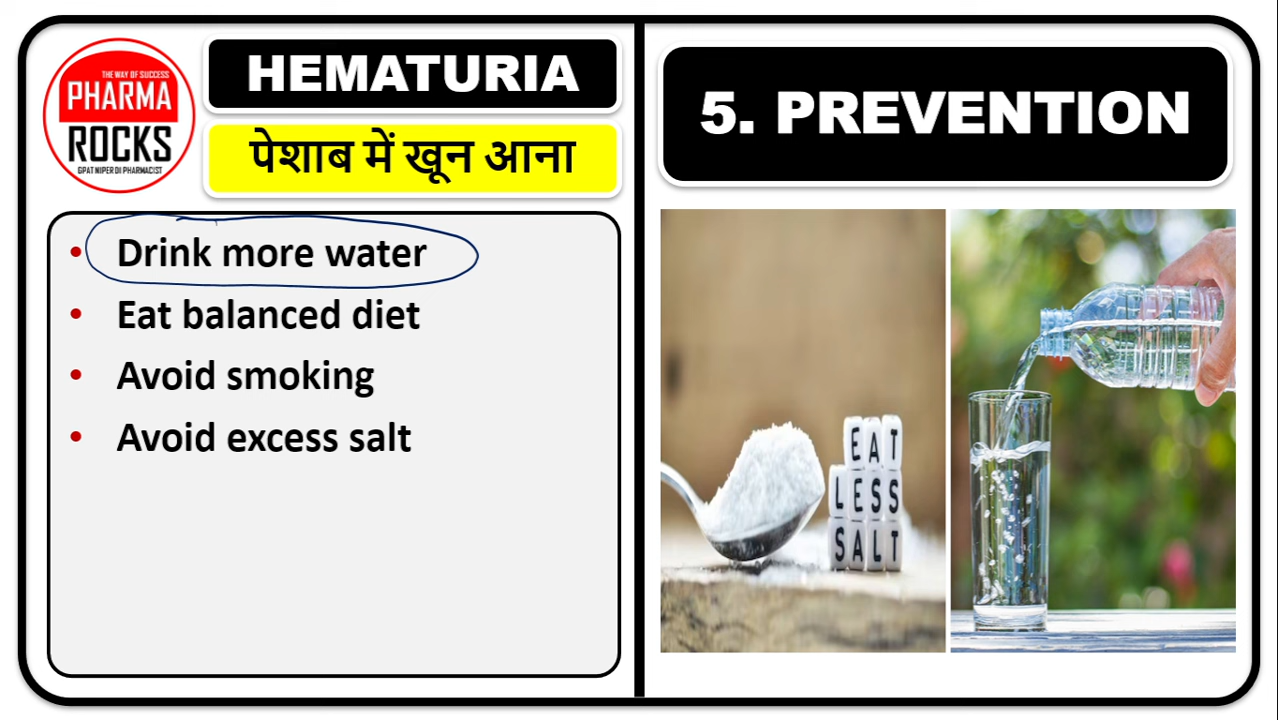 THE WAY OF SUCCESS
PHARMA
ROCKS
GPAT NIPER DI PHARMACIST
HEMATURIA
पेशाब में खून आना
• Drink more water
• Eat balanced diet
• Avoid smoking
• Avoid excess salt
5. PREVENTION
EAT
LESS
SALT